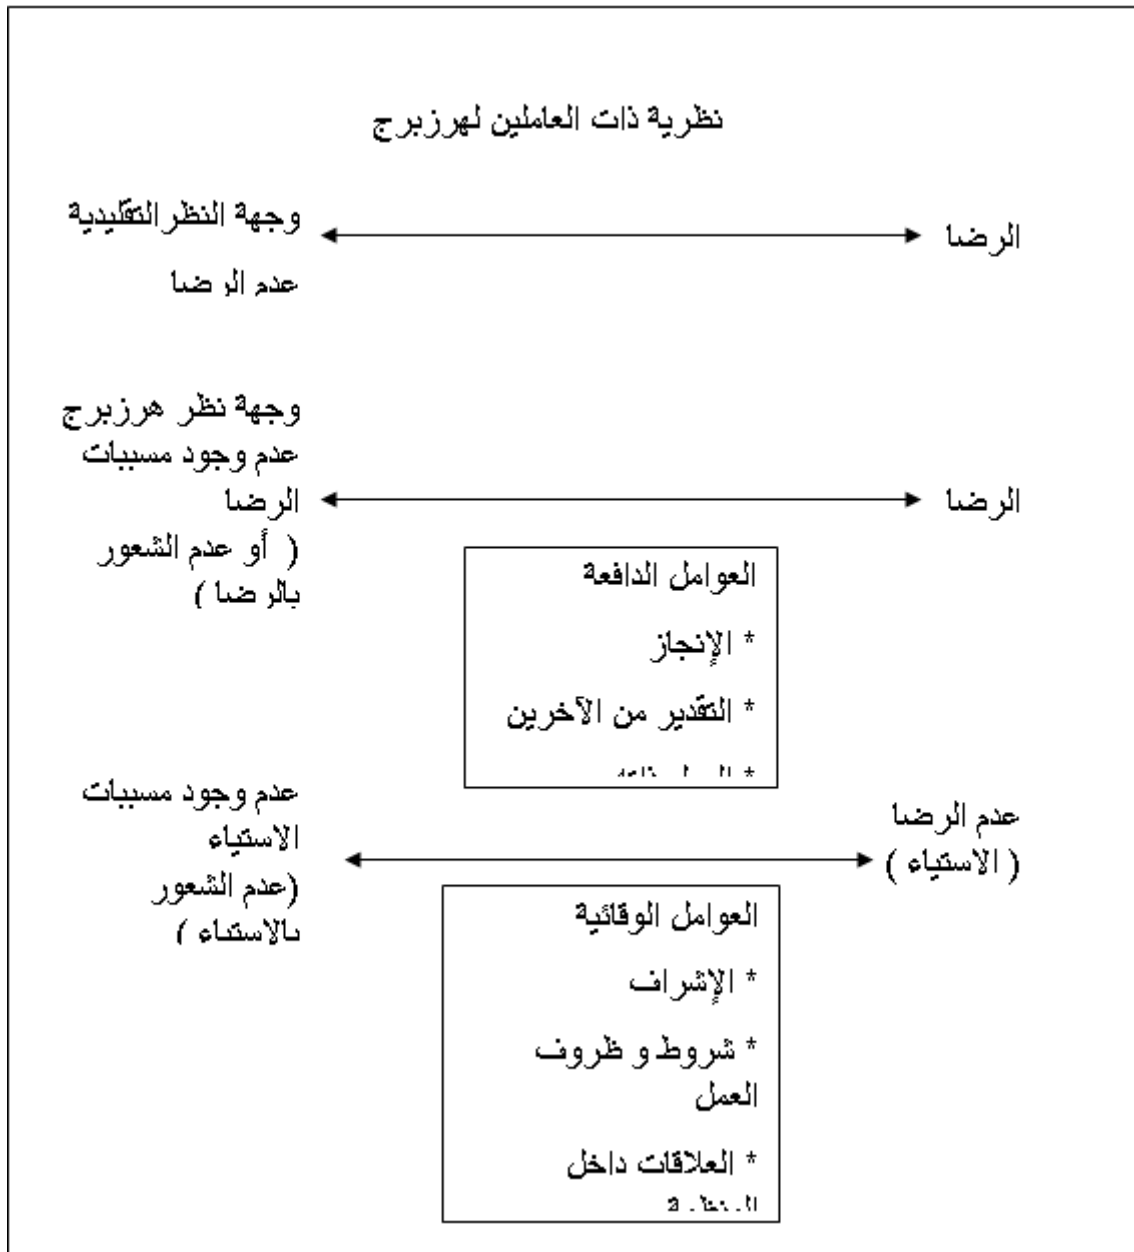 نظرية ذات العاملين لهرزبرج
وجهة النظر التقليدية
الرضا
عدم الرضا
وجهة نظر هرزبرج
عدم وجود مسببات
الرضا
الرضا
( أو عدم الشعور
بالرضا )
العوامل الدافعة
* الإنجاز
* التقدير من الآخرين
*
عدم وجود مسببات
الاستياء
(عدم الشعور
بالاستياء )
عدم الرضا
( الاستياء )
العوامل الوقائية
* الإشراف
* شروط و ظروف
العمل
* العلاقات داخل